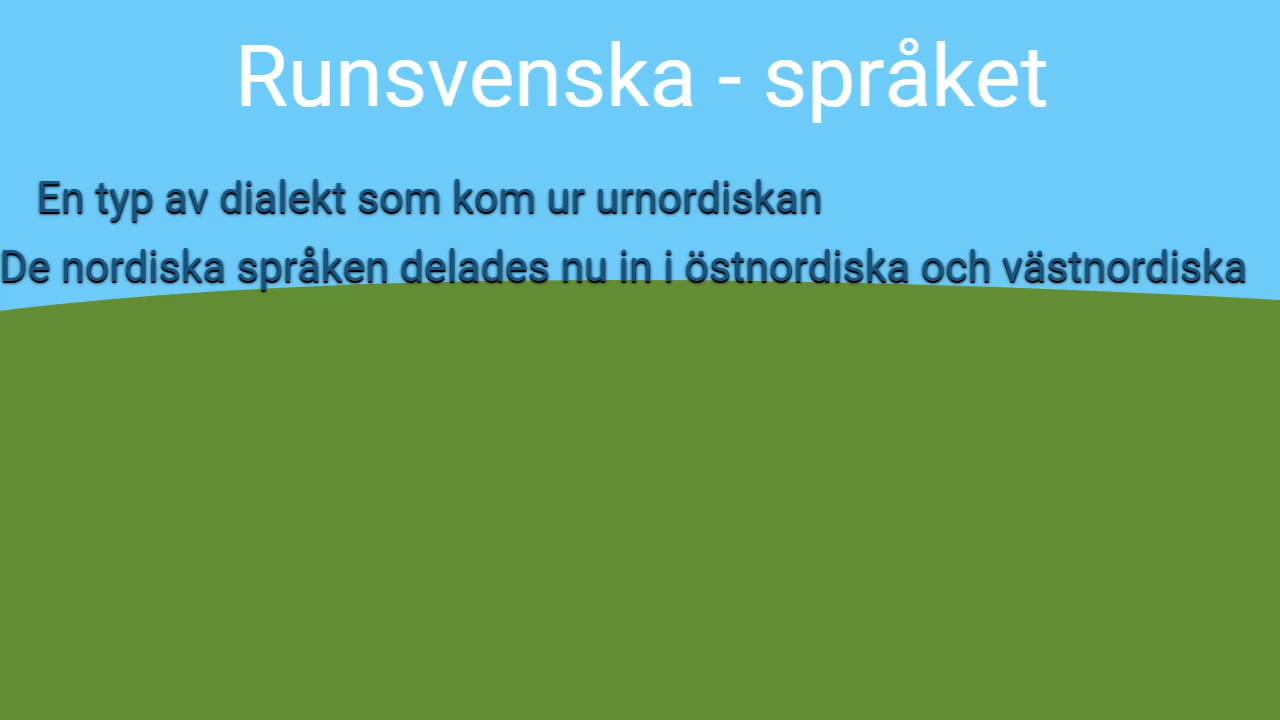 Runsvenska - språket
En typ av dialekt som kom ur urnordiskan
De nordiska språken delades nu in i östnordiska och västnordiska